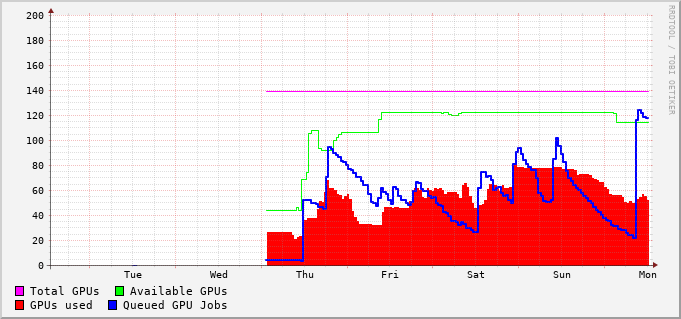 200
180
160
140
120
100
80
60
40
20
0
Tue Wed Thu Fri Sat Sun Mon
Total GPUs Available GPUs
GPUs used Queued GPU Jobs
RRDTOOL / TOBI OETIKER